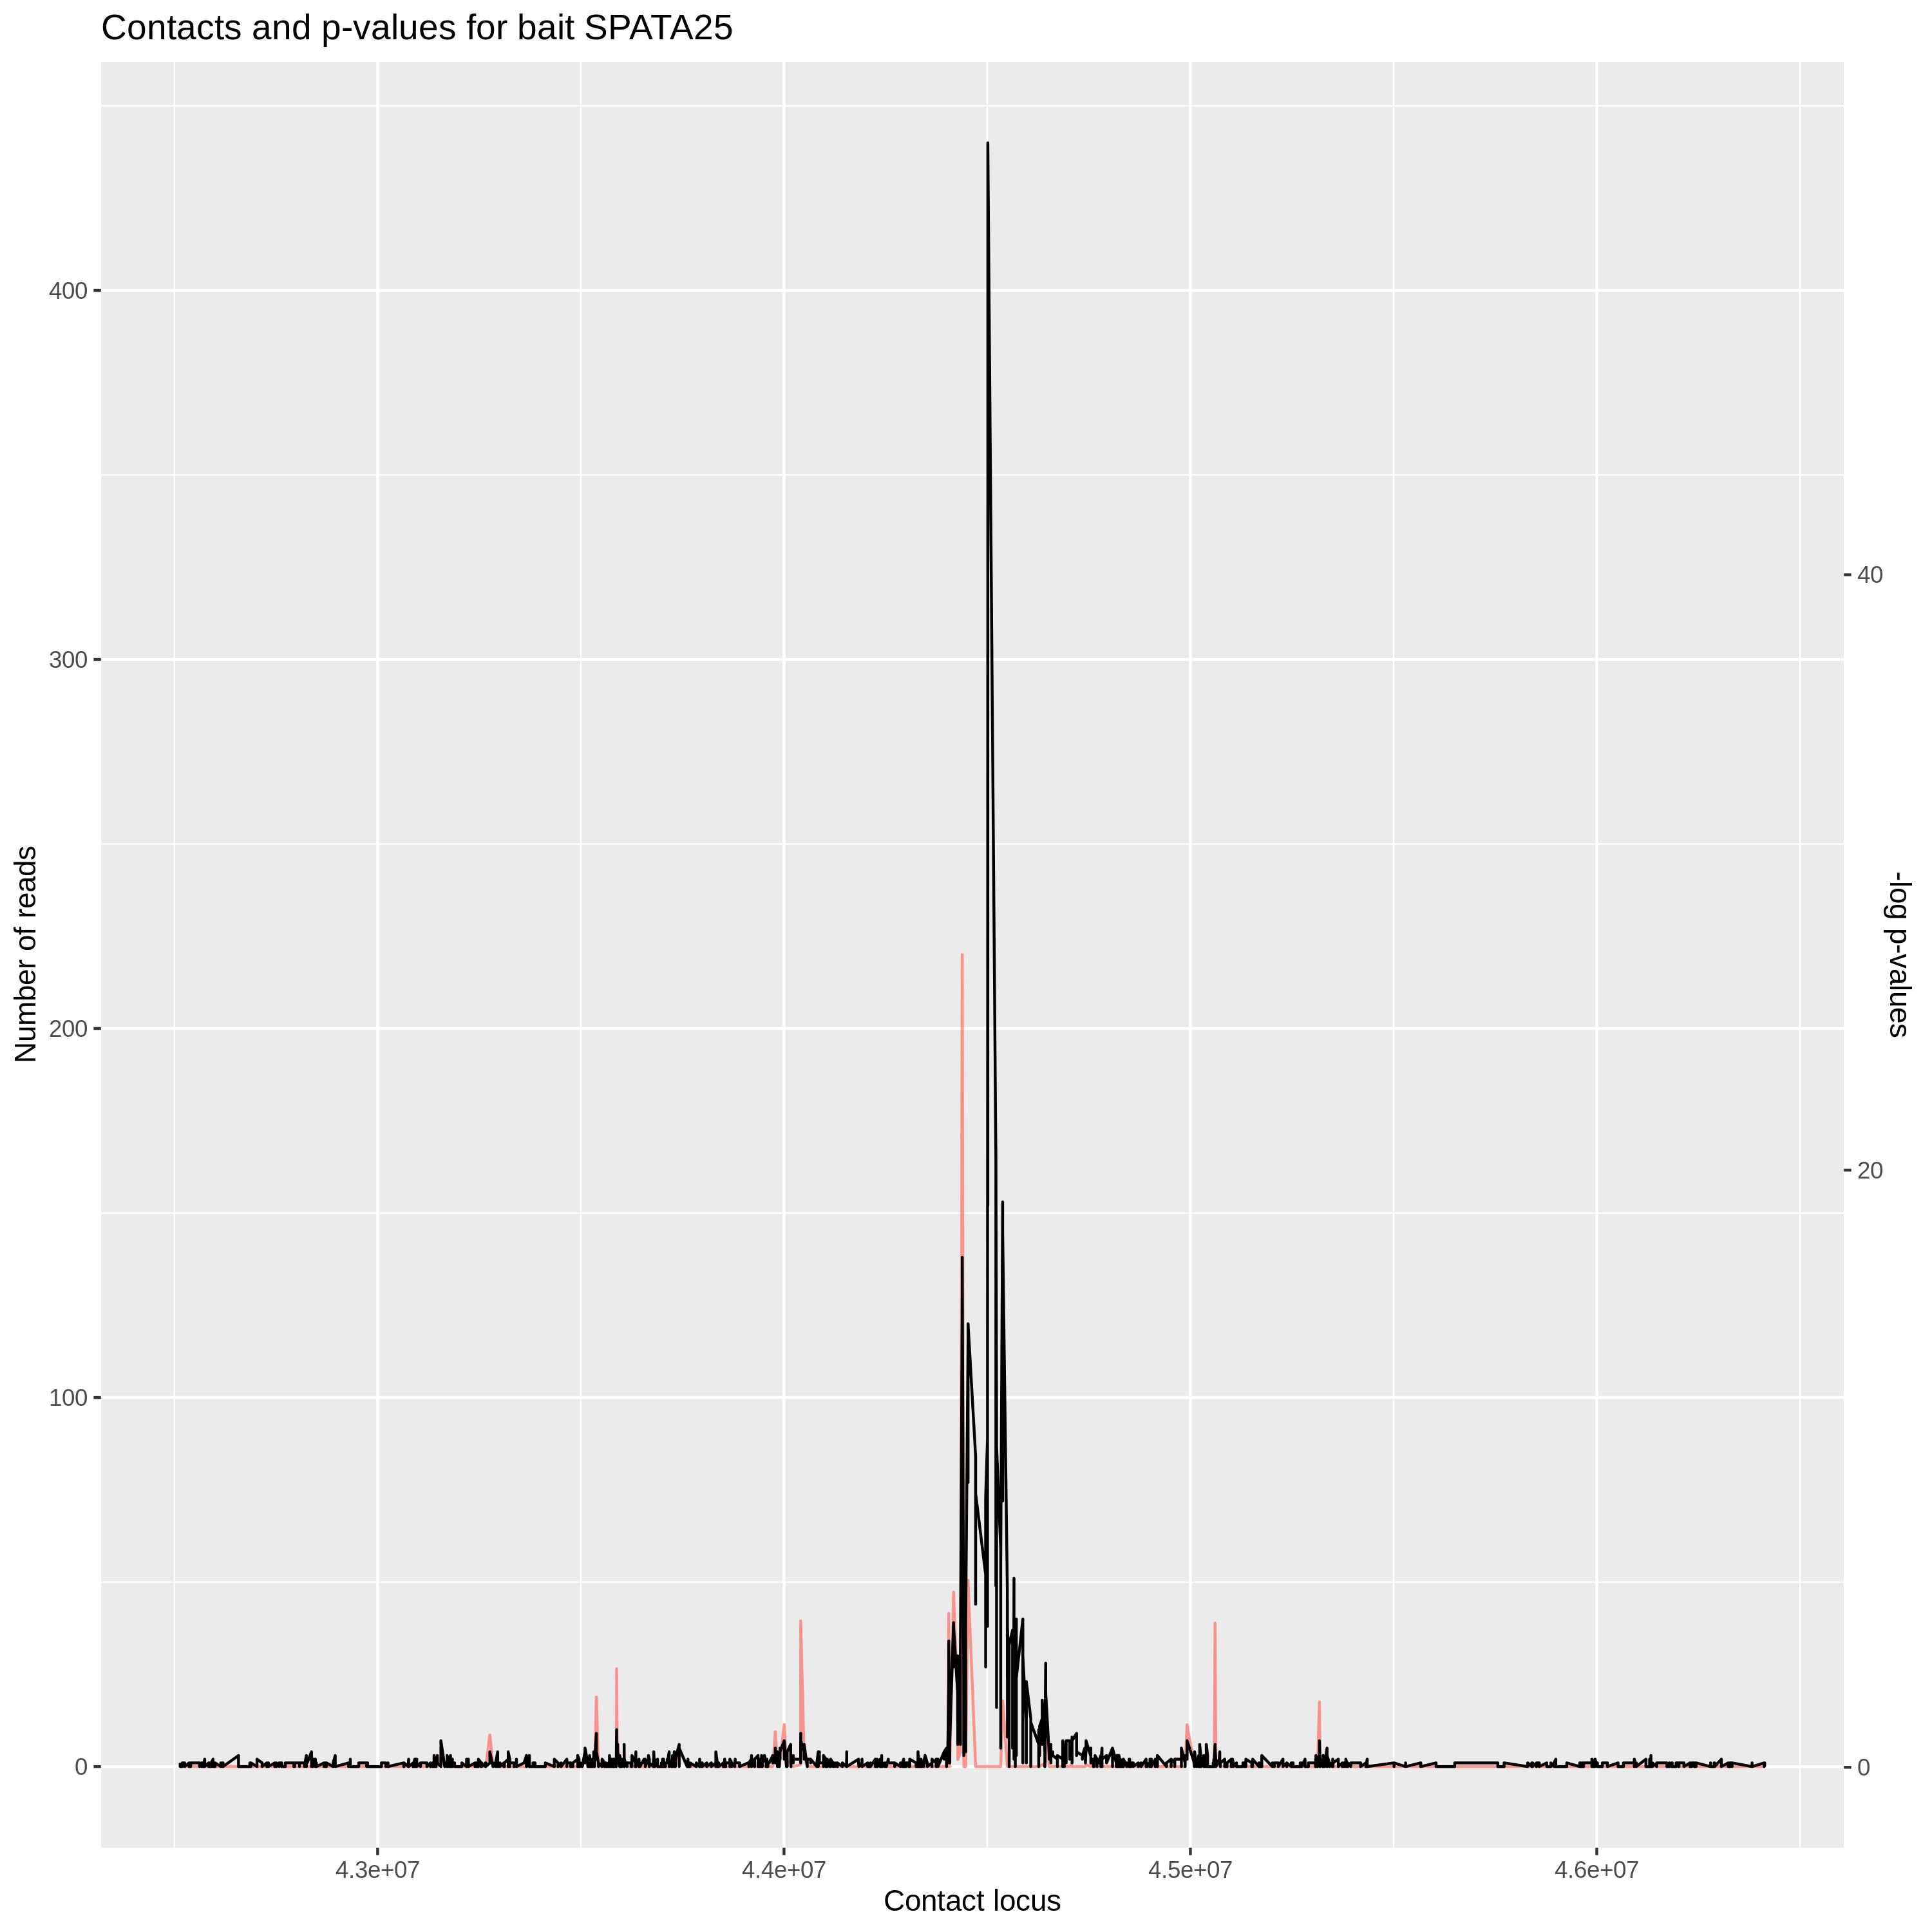 Contacts and p-values for bait SPATA25
400
300
200
100
0
Number of reads
40
20
0
-log p-values
4.3e+07
4.4e+07
4.5e+07
4.6e+07
Contact locus